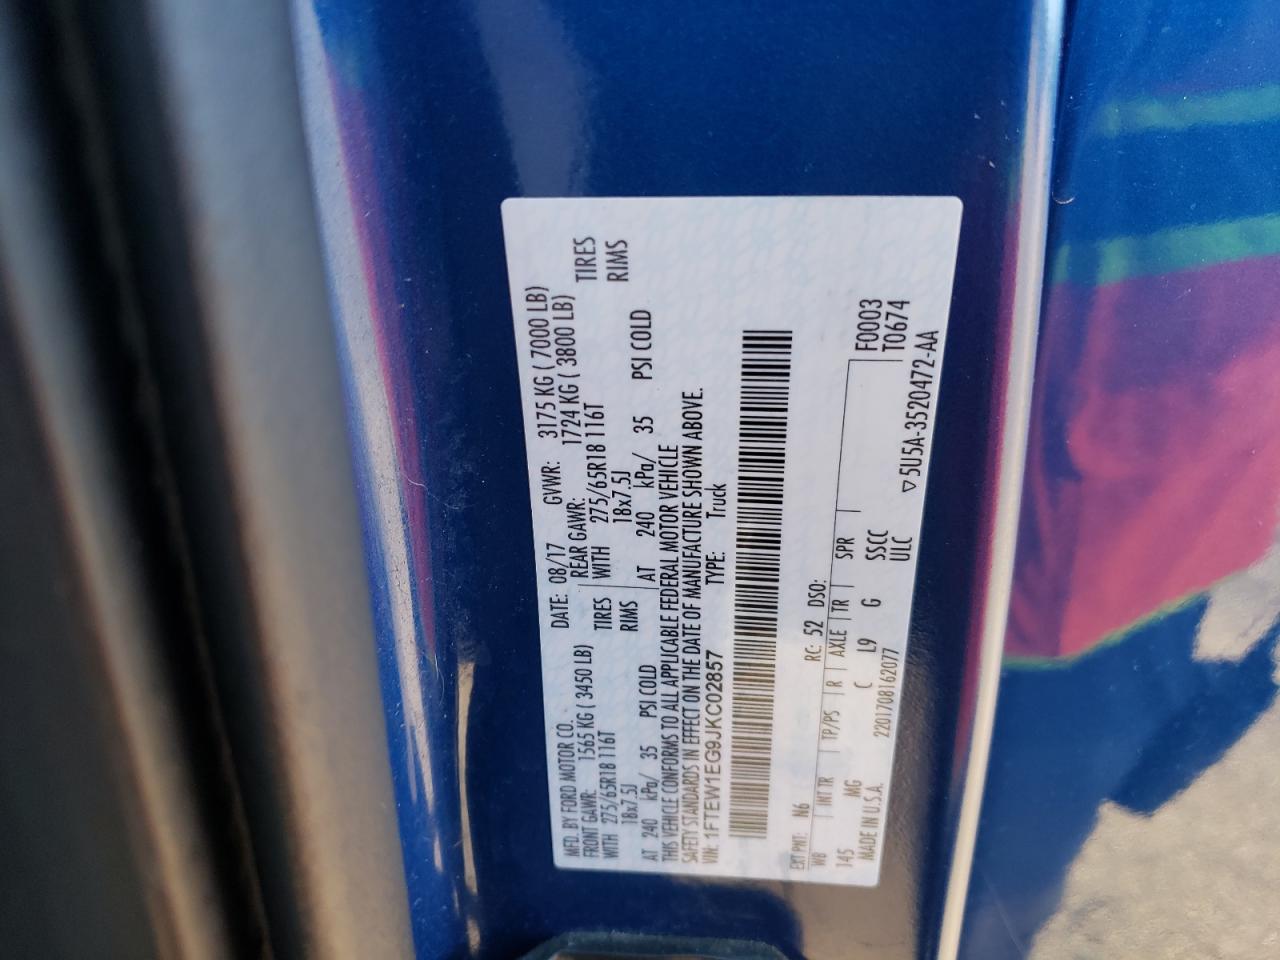 MFD. BY FORD MOTOR CO. DATE: 08/17 GVWR: 3175 KG ( 7000 LB)
FRONT GAWR: 1565 KG ( 3450 LB) REAR GAWR: 1724 KG ( 3800 LB)
WITH 275/65R18 116T TIRES WITH 275/65R18 116T TIRES
18x7.5J RIMS 18x7.5J RIMS
AT 240 kPa/ 35 PSI COLD AT 240 kPa/ 35 PSI COLD
THIS VEHICLE CONFORMS TO ALL APPLICABLE FEDERAL MOTOR VEHICLE
SAFETY STANDARDS IN EFFECT ON THE DATE OF MANUFACTURE SHOWN ABOVE.
VIN: 1FTEW1EG9JKC02857 TYPE: Truck
EXT PNT: N6 RC: 52 DSO:
WB INT TR TP/PS R AXLE TR SPR F0003
145 MG C L9 G SSCC T0674
MADE IN U.S.A. 2201708162077 ULC ▽5U5A-3520472-AA